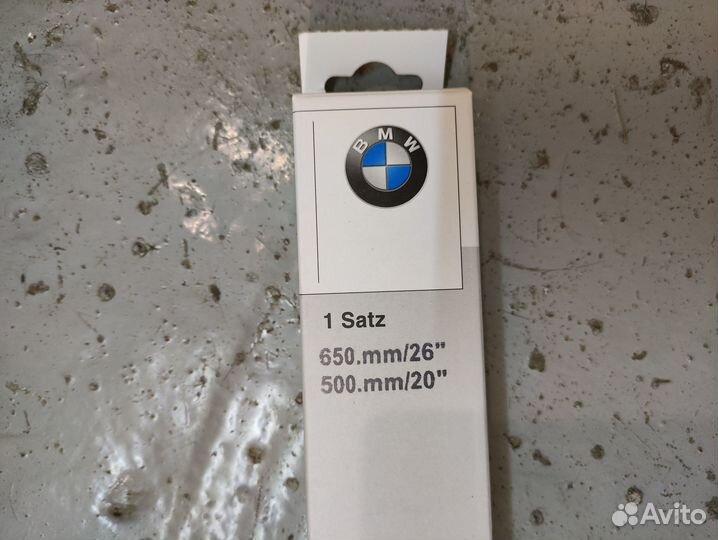 BMW
1 Satz
650.mm/26"
500.mm/20"
Avito